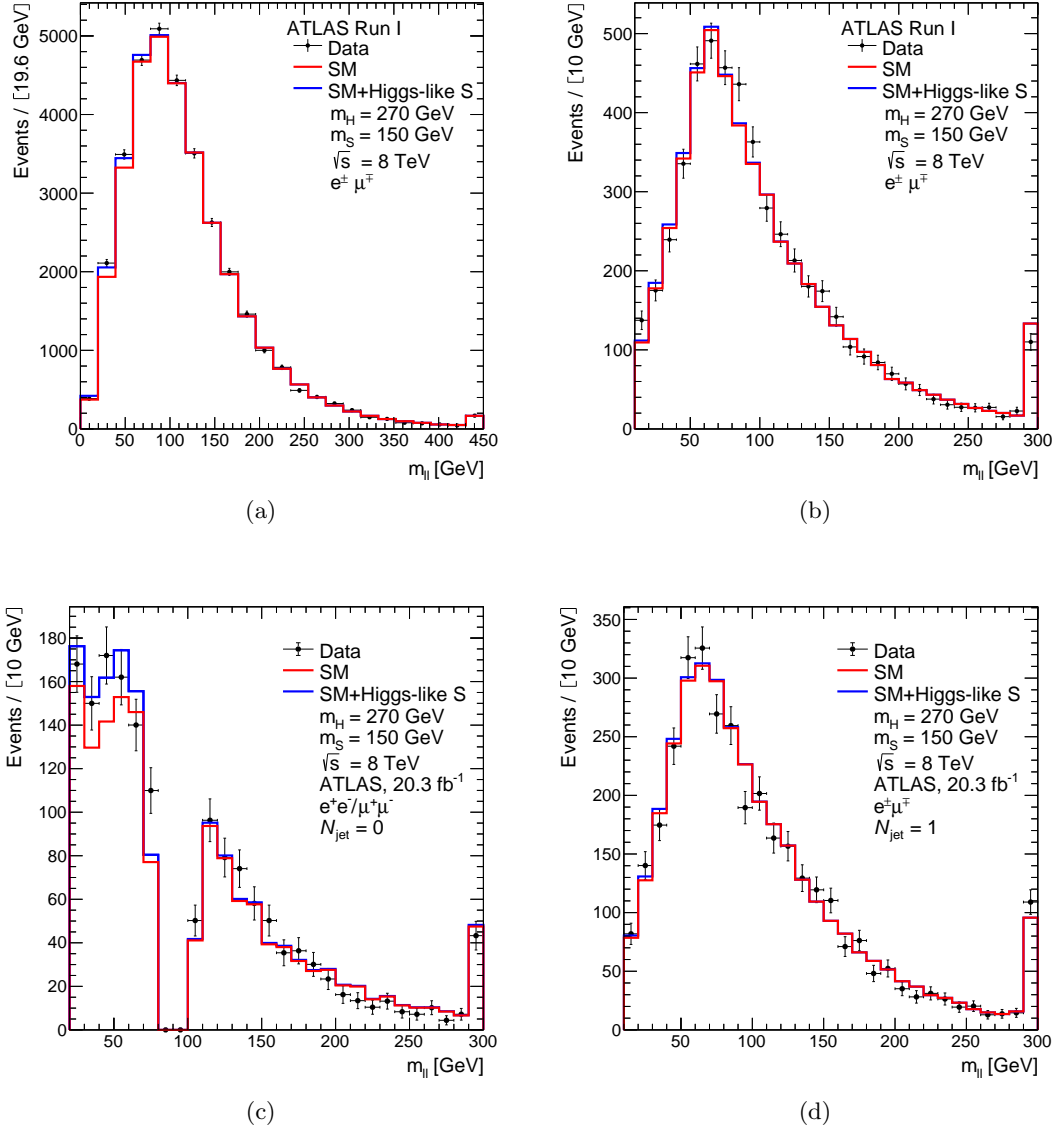 Events / [19.6 GeV]
5000
4000
3000
2000
1000
0
ATLAS Run I
Data
SM
SM+Higgs-like S
m_H = 270 GeV
m_S = 150 GeV
√s = 8 TeV
e± μ∓
0 50 100 150 200 250 300 350 400 450
m_ll [GeV]
(a)
Events / [10 GeV]
500
400
300
200
100
0
ATLAS Run I
Data
SM
SM+Higgs-like S
m_H = 270 GeV
m_S = 150 GeV
√s = 8 TeV
e± μ∓
50 100 150 200 250 300
m_ll [GeV]
(b)
Events / [10 GeV]
180
160
140
120
100
80
60
40
20
0
Data
SM
SM+Higgs-like S
m_H = 270 GeV
m_S = 150 GeV
√s = 8 TeV
ATLAS, 20.3 fb⁻¹
e⁺e⁻/μ⁺μ⁻
N_jet = 0
50 100 150 200 250 300
m_ll [GeV]
(c)
Events / [10 GeV]
350
300
250
200
150
100
50
0
Data
SM
SM+Higgs-like S
m_H = 270 GeV
m_S = 150 GeV
√s = 8 TeV
ATLAS, 20.3 fb⁻¹
e±μ∓
N_jet = 1
50 100 150 200 250 300
m_ll [GeV]
(d)